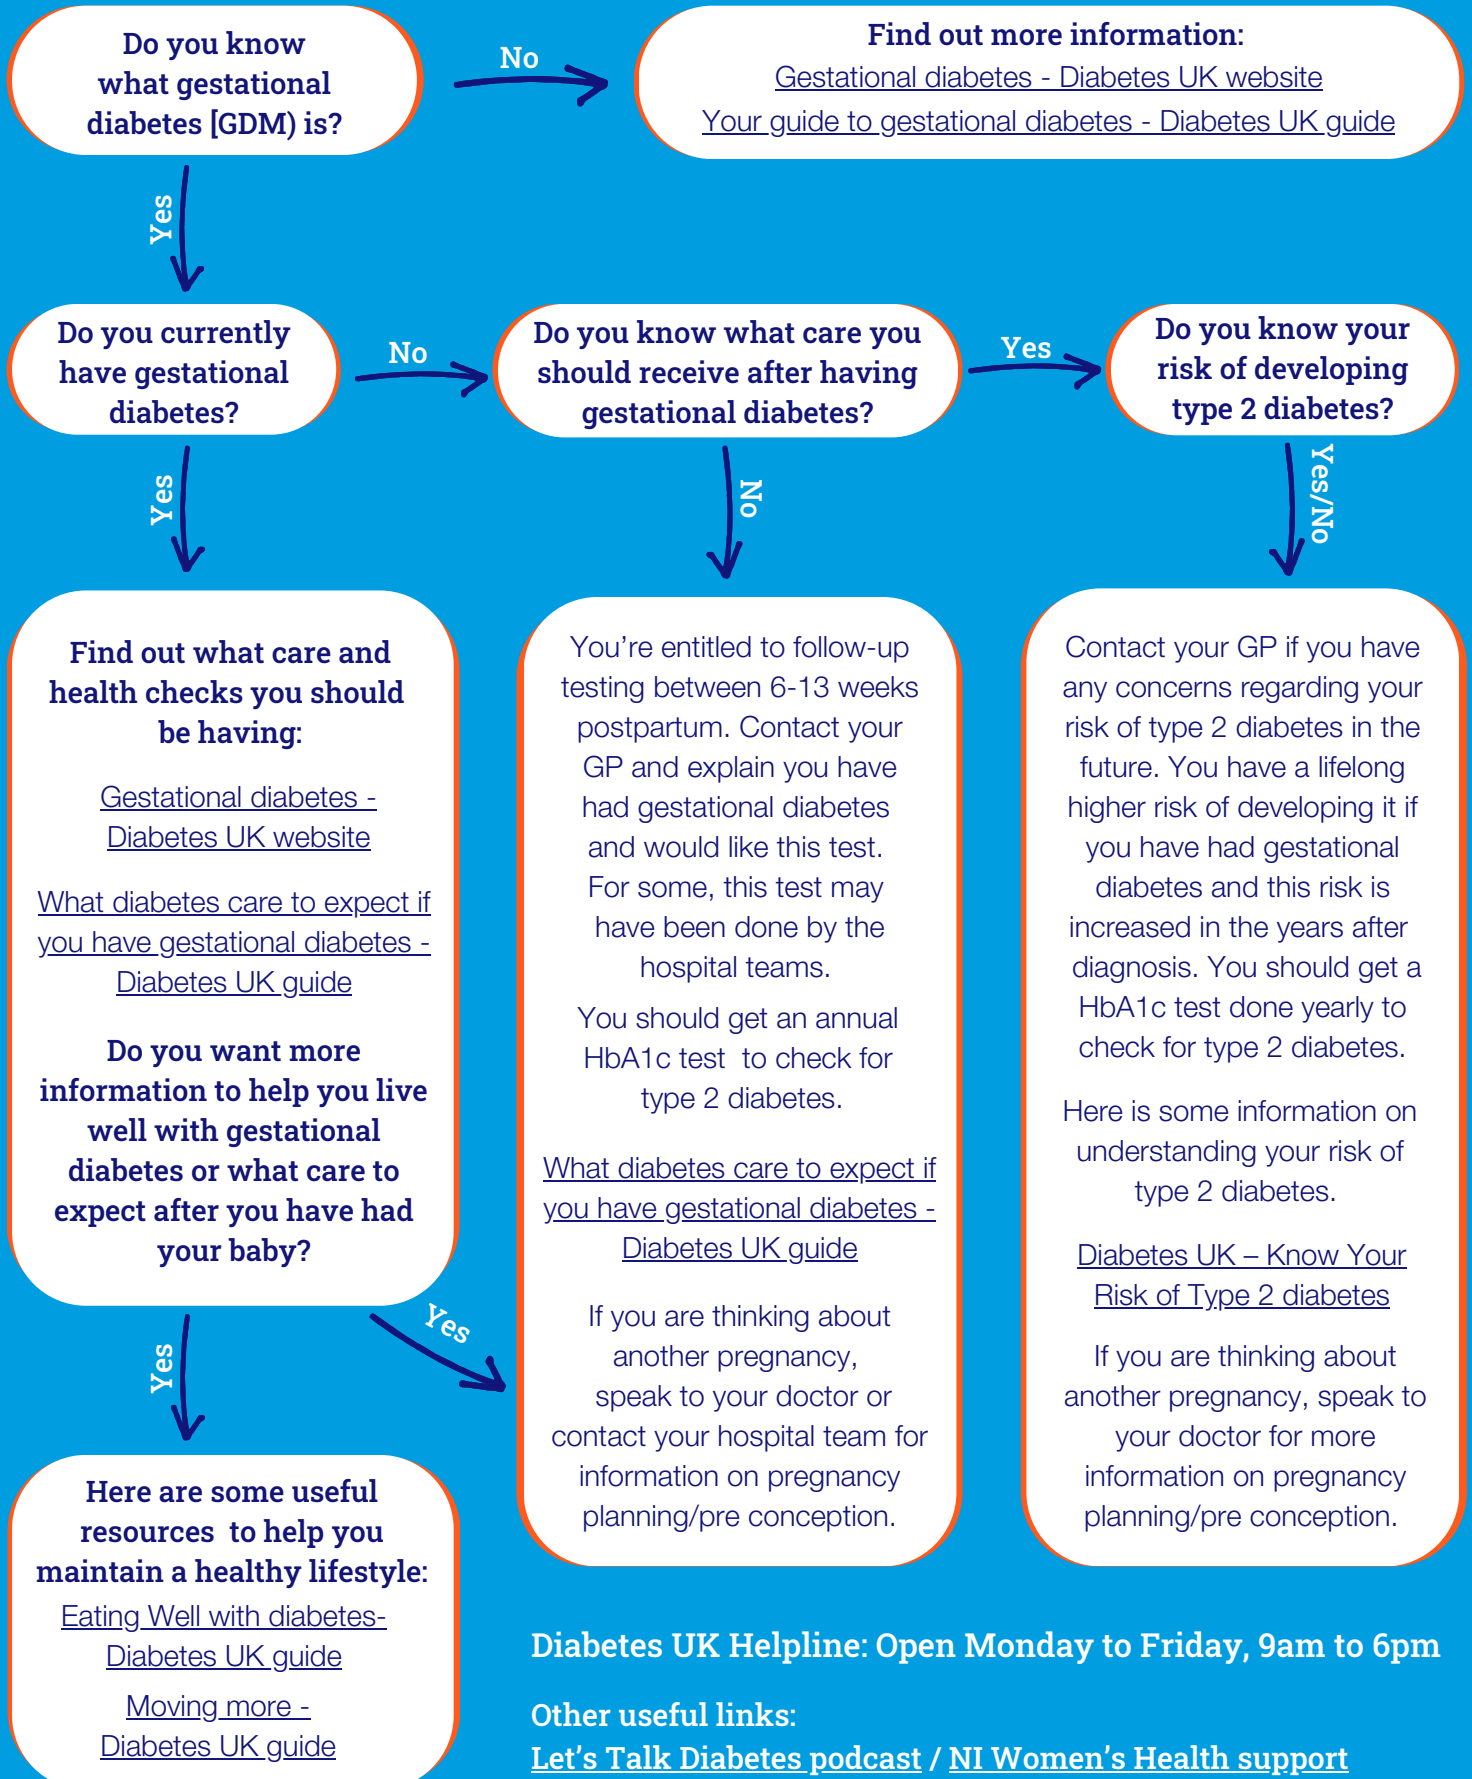 Do you know
what gestational
diabetes [GDM) is?
No
Find out more information:
Gestational diabetes - Diabetes UK website
Your guide to gestational diabetes - Diabetes UK guide
Yes
Do you currently
have gestational
diabetes?
No
Do you know what care you
should receive after having
gestational diabetes?
Yes
Do you know your
risk of developing
type 2 diabetes?
Yes
No
Yes/No
Find out what care and
health checks you should
be having:
Gestational diabetes -
Diabetes UK website
What diabetes care to expect if
you have gestational diabetes -
Diabetes UK guide
Do you want more
information to help you live
well with gestational
diabetes or what care to
expect after you have had
your baby?
Yes
Yes
Here are some useful
resources to help you
maintain a healthy lifestyle:
Eating Well with diabetes-
Diabetes UK guide
Moving more -
Diabetes UK guide
You’re entitled to follow-up
testing between 6-13 weeks
postpartum. Contact your
GP and explain you have
had gestational diabetes
and would like this test.
For some, this test may
have been done by the
hospital teams.
You should get an annual
HbA1c test to check for
type 2 diabetes.
What diabetes care to expect if
you have gestational diabetes -
Diabetes UK guide
If you are thinking about
another pregnancy,
speak to your doctor or
contact your hospital team for
information on pregnancy
planning/pre conception.
Contact your GP if you have
any concerns regarding your
risk of type 2 diabetes in the
future. You have a lifelong
higher risk of developing it if
you have had gestational
diabetes and this risk is
increased in the years after
diagnosis. You should get a
HbA1c test done yearly to
check for type 2 diabetes.
Here is some information on
understanding your risk of
type 2 diabetes.
Diabetes UK – Know Your
Risk of Type 2 diabetes
If you are thinking about
another pregnancy, speak to
your doctor for more
information on pregnancy
planning/pre conception.
Diabetes UK Helpline: Open Monday to Friday, 9am to 6pm
Other useful links:
Let’s Talk Diabetes podcast / NI Women’s Health support